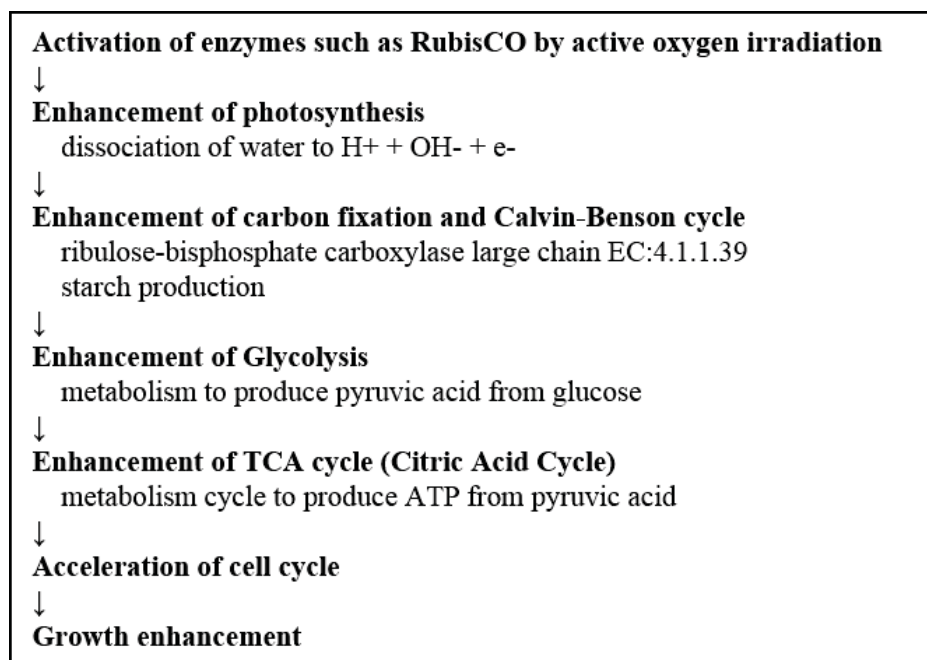 Activation of enzymes such as RubisCO by active oxygen irradiation
↓
Enhancement of photosynthesis
dissociation of water to H+ + OH- + e-
↓
Enhancement of carbon fixation and Calvin-Benson cycle
ribulose-bisphosphate carboxylase large chain EC:4.1.1.39
starch production
↓
Enhancement of Glycolysis
metabolism to produce pyruvic acid from glucose
↓
Enhancement of TCA cycle (Citric Acid Cycle)
metabolism cycle to produce ATP from pyruvic acid
↓
Acceleration of cell cycle
↓
Growth enhancement